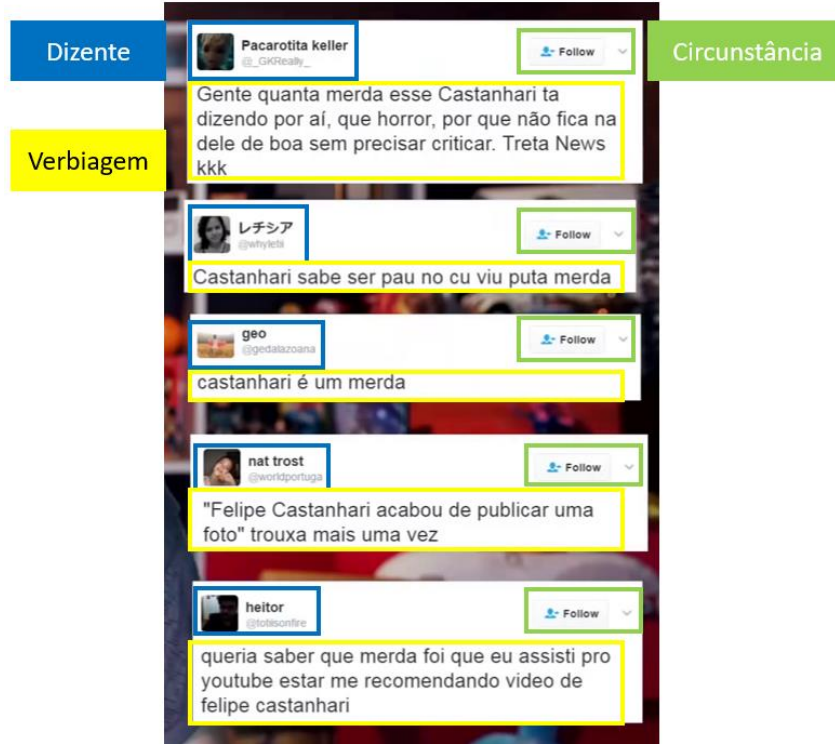 Dizente
Pacarotita keller
@_GKReally_
Follow
Circunstância
Gente quanta merda esse Castanhari ta
dizendo por aí, que horror, por que não fica na
dele de boa sem precisar criticar. Treta News
kkk
Verbiagem
レチシア
@whyletii
Follow
Castanhari sabe ser pau no cu viu puta merda
geo
@gedalazoana
Follow
castanhari é um merda
nat trost
@worldportuga
Follow
"Felipe Castanhari acabou de publicar uma
foto" trouxa mais uma vez
heitor
@totiisonfire
Follow
queria saber que merda foi que eu assisti pro
youtube estar me recomendando video de
felipe castanhari